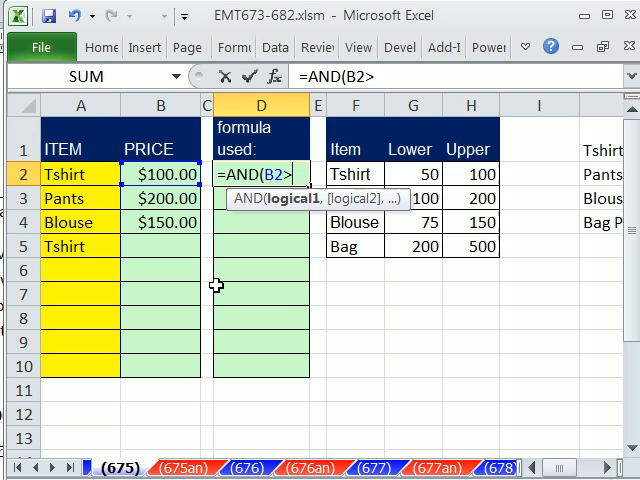 EMT673-682.xlsm - Microsoft Excel
File Home Insert Page Formu Data Reviev View Devel Add-I Power
SUM =AND(B2>
A B C D E F G H I
1 ITEM PRICE formula used: Item Lower Upper Tshirt
2 Tshirt $100.00 =AND(B2> Tshirt 50 100 Pants
3 Pants $200.00 AND(logical1, [logical2], ...) 100 200 Blous
4 Blouse $150.00 Blouse 75 150 Bag P
5 Tshirt Bag 200 500
6
7
8
9
10
11
12
13
(675) (675an) (676) (676an) (677) (677an) (678